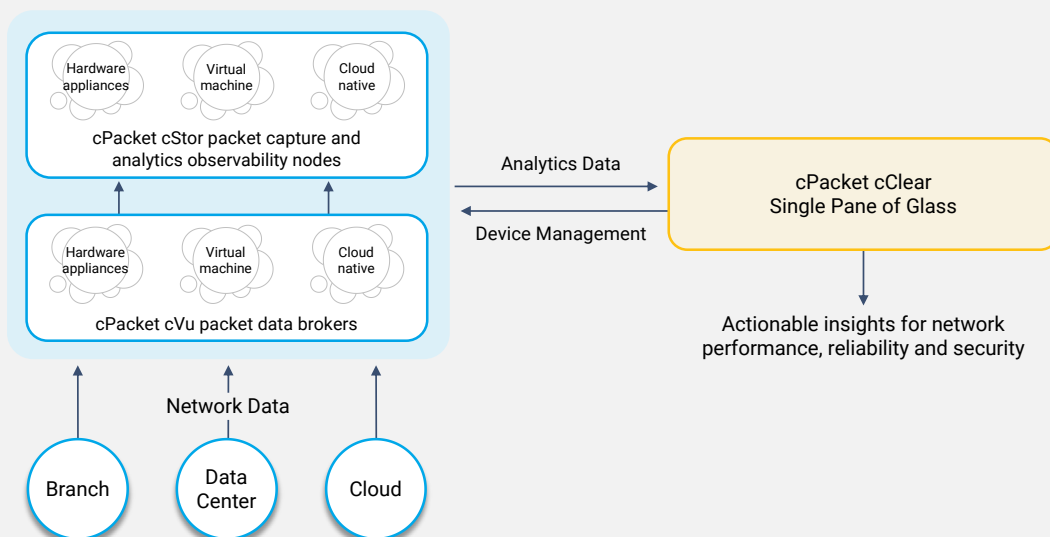 Hardware
appliances
Virtual
machine
Cloud
native
cPacket cStor packet capture and
analytics observability nodes
Hardware
appliances
Virtual
machine
Cloud
native
cPacket cVu packet data brokers
Network Data
Branch
Data
Center
Cloud
Analytics Data
Device Management
cPacket cClear
Single Pane of Glass
Actionable insights for network
performance, reliability and security